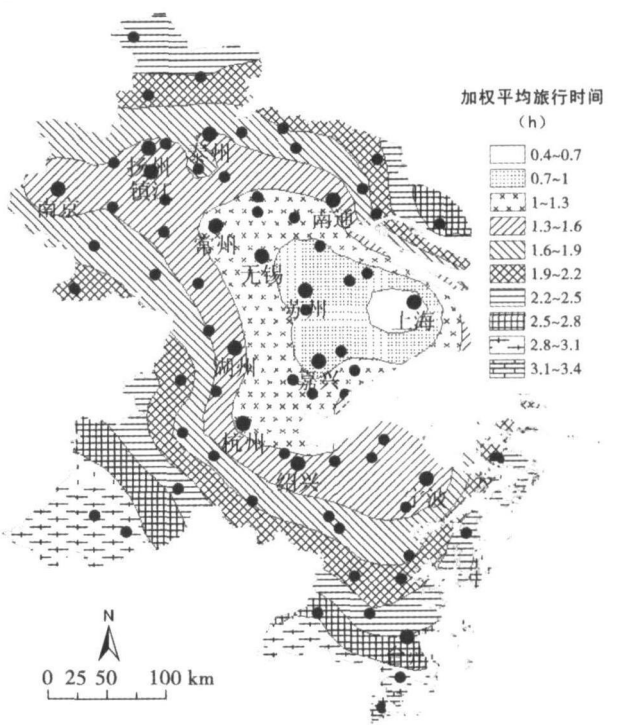 加权平均旅行时间
(h)
0.4~0.7
0.7~1
1~1.3
1.3~1.6
1.6~1.9
1.9~2.2
2.2~2.5
2.5~2.8
2.8~3.1
3.1~3.4
泰州
扬州
镇江
南京
南通
常州
无锡
苏州
上海
湖州
嘉兴
杭州
绍兴
波
N
0 25 50 100 km